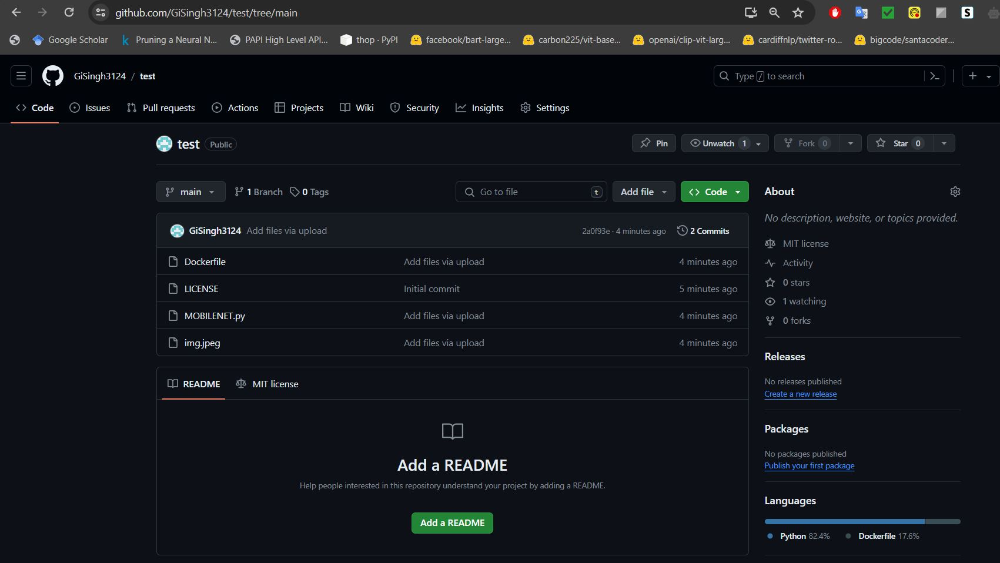 github.com/GiSingh3124/test/tree/main
Google Scholar Pruning a Neural N... PAPI High Level API... thop · PyPI facebook/bart-large... carbon225/vit-base... openai/clip-vit-larg... cardiffnlp/twitter-ro... bigcode/santacoder...
GiSingh3124 / test Type / to search
Code Issues Pull requests Actions Projects Wiki Security Insights Settings
test Public Pin Unwatch 1 Fork 0 Star 0
main 1 Branch 0 Tags Go to file t Add file Code
GiSingh3124 Add files via upload 2a0f93e · 4 minutes ago 2 Commits
Dockerfile Add files via upload 4 minutes ago
LICENSE Initial commit 5 minutes ago
MOBILENET.py Add files via upload 4 minutes ago
img.jpeg Add files via upload 4 minutes ago
README MIT license
Add a README
Help people interested in this repository understand your project by adding a README.
Add a README
About
No description, website, or topics provided.
MIT license
Activity
0 stars
1 watching
0 forks
Releases
No releases published
Create a new release
Packages
No packages published
Publish your first package
Languages
Python 82.4% Dockerfile 17.6%